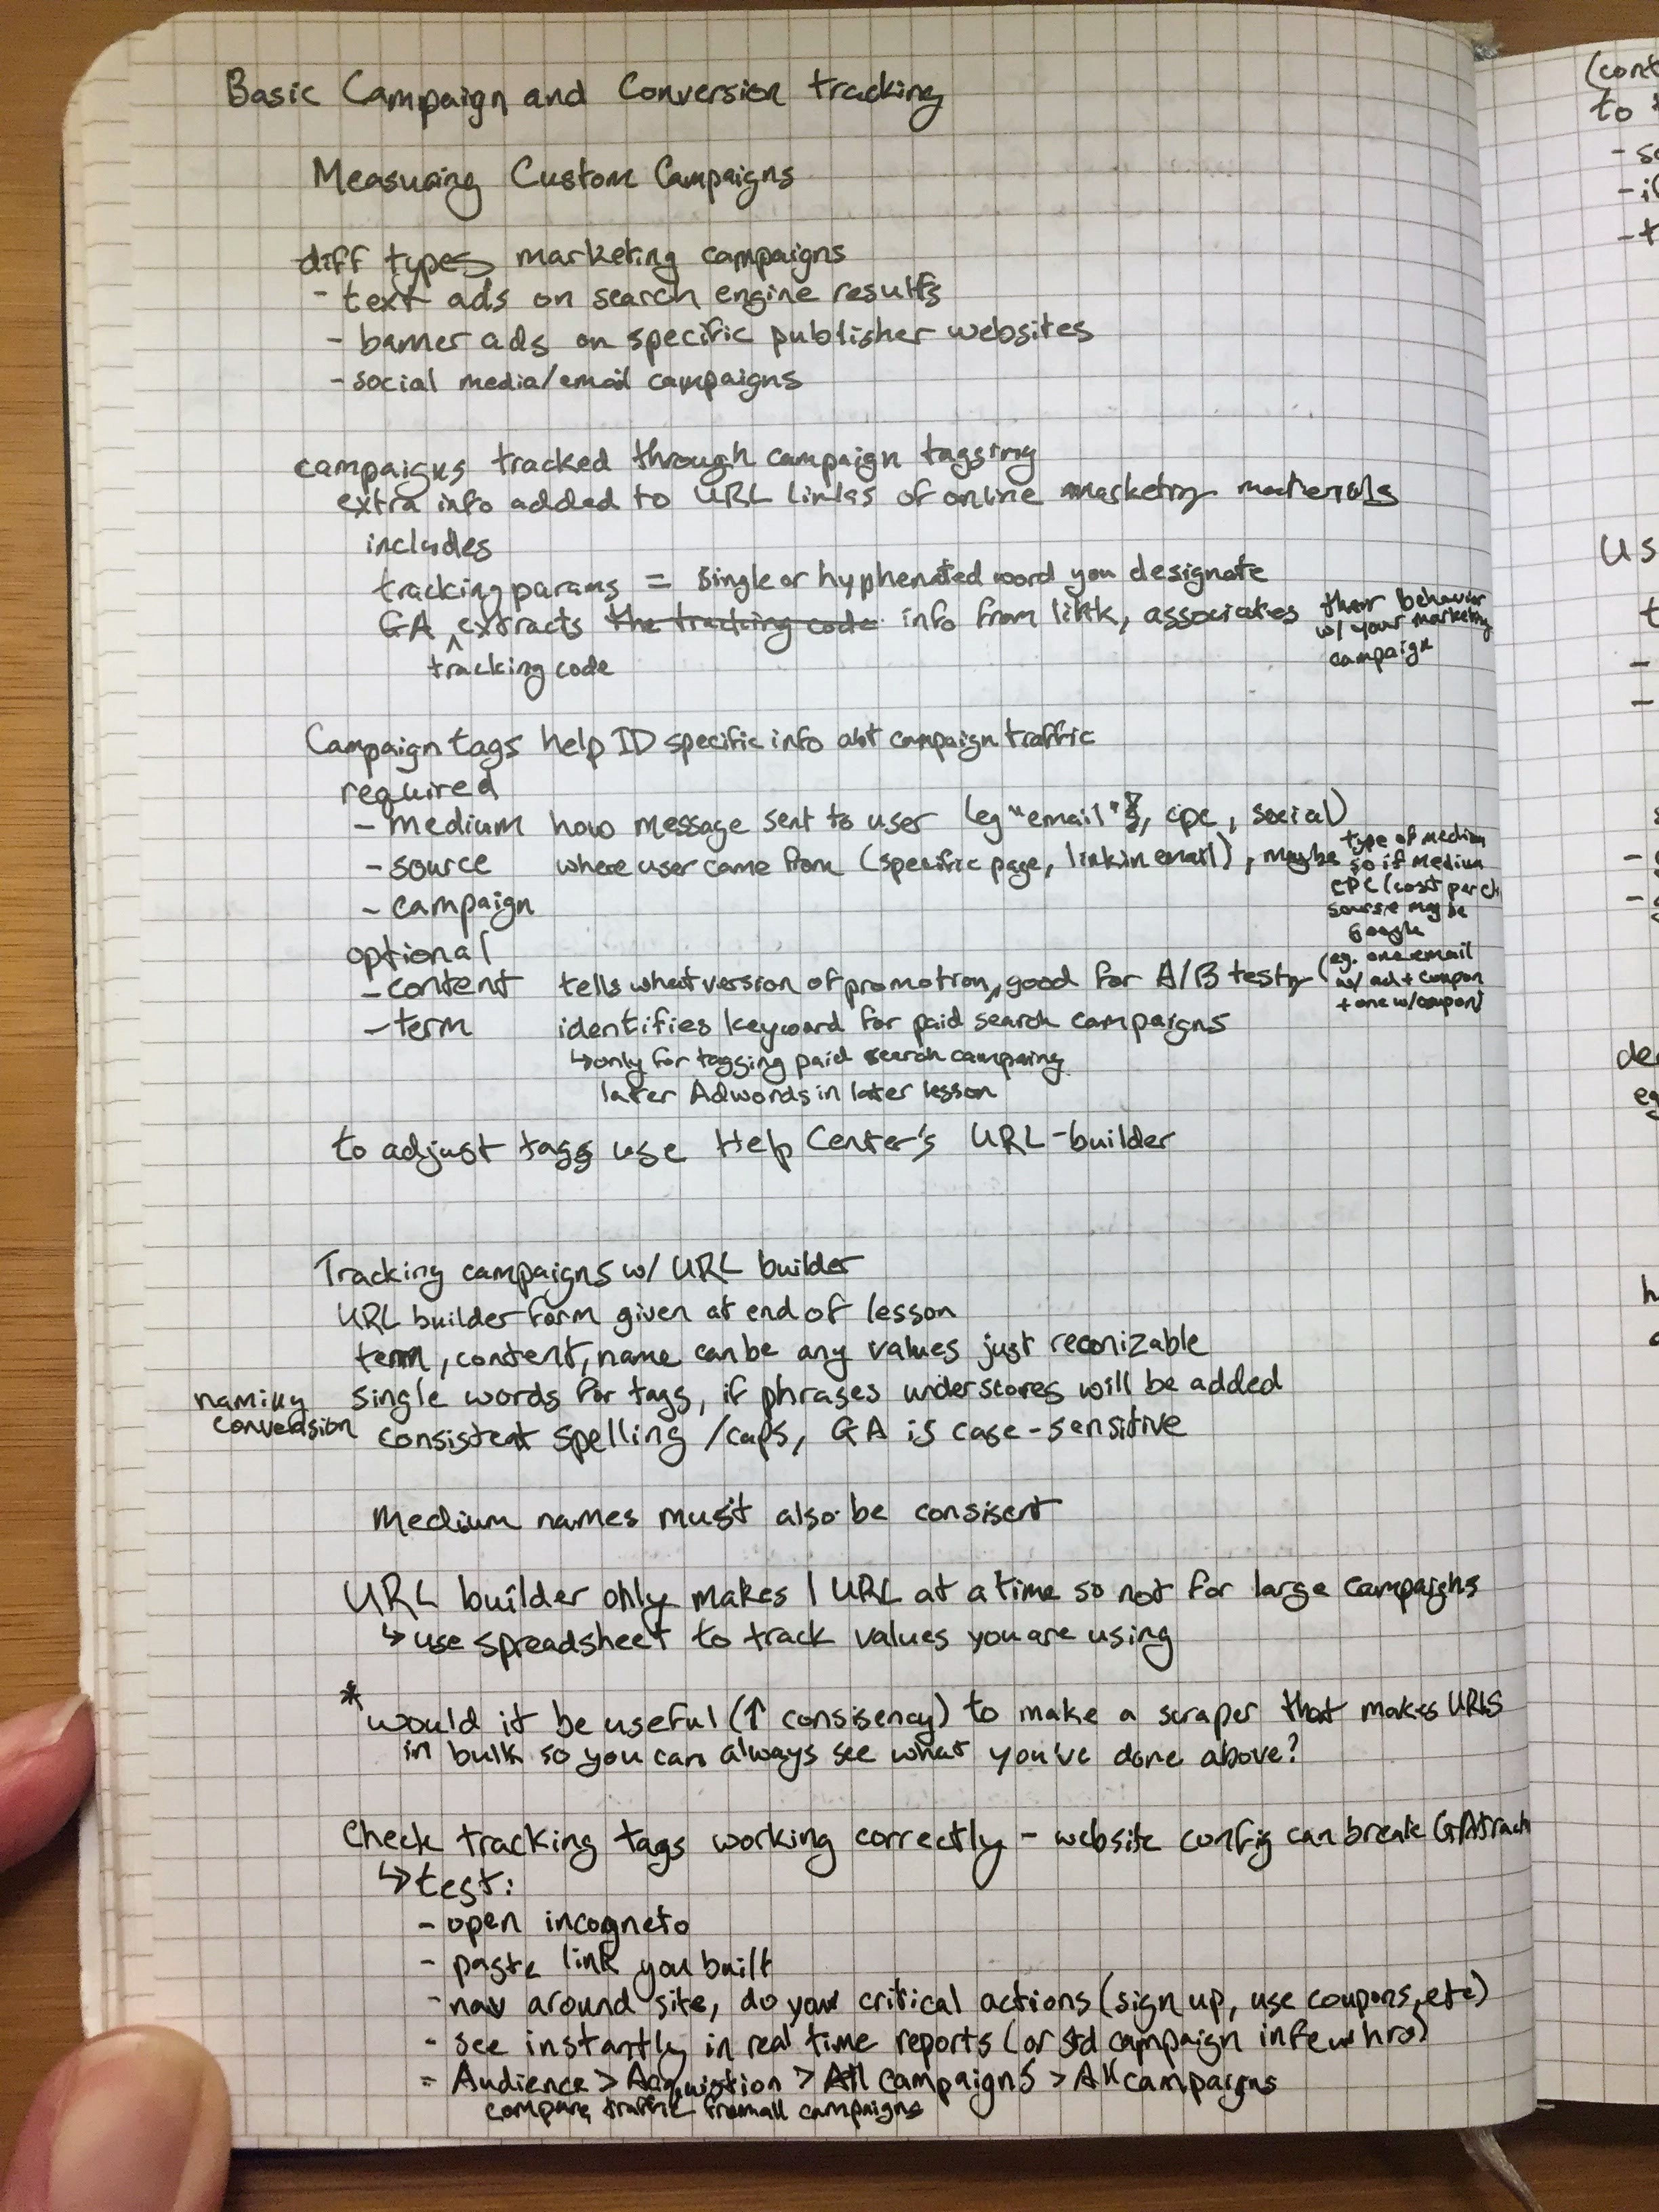 Basic Campaign and Conversion tracking
Measuring Custom Campaigns
diff types marketing campaigns
- text ads on search engine results
- banner ads on specific publisher websites
- social media/email campaigns
campaigns tracked through campaign tagging
extra info added to URL links of online marketing materials
includes
tracking params = single or hyphenated word you designate
GA ^ extracts the tracking code info from link, associates their behavior
w/ your marketing
campaign
tracking code
Campaign tags help ID specific info abt campaign traffic
required
- medium how message sent to user (eg "email", cpc, social)
- source where user came from (specific page, link in email), maybe type of medium
so if medium
CPC (cost per c
source may be
google
- campaign
optional
- content tells what version of promotion, good for A/B testing (eg. one email
w/ ad + coupon
+ one w/coupon)
- term identifies keyword for paid search campaigns
↳ only for tagging paid search campaigns
later Adwords in later lesson
to adjust tags use Help Center's URL-builder
Tracking campaigns w/ URL builder
URL builder form given at end of lesson
term, content, name can be any values just reconizable
naming
conversion
single words for tags, if phrases underscores will be added
consistent spelling /caps, GA is case-sensitive
Medium names must also be consisent
URL builder only makes 1 URL at a time so not for large campaighs
↳ use spreadsheet to track values you are using
* would it be useful (↑ consisency) to make a scraper that makes URLS
in bulk so you can always see what you've done above?
Check tracking tags working correctly - website config can break GA track
↳ test:
- open incogneto
- paste link you built
- nav around site, do your critical actions (sign up, use coupons, etc)
- see instantly in real time reports (or std campaign in few hrs)
- Audience > Acquistion > All campaigns > All campaigns
compare traffic from all campaigns
(cont
to
- so
- i
- t
us
t
-
-
-
-
de
eg
h